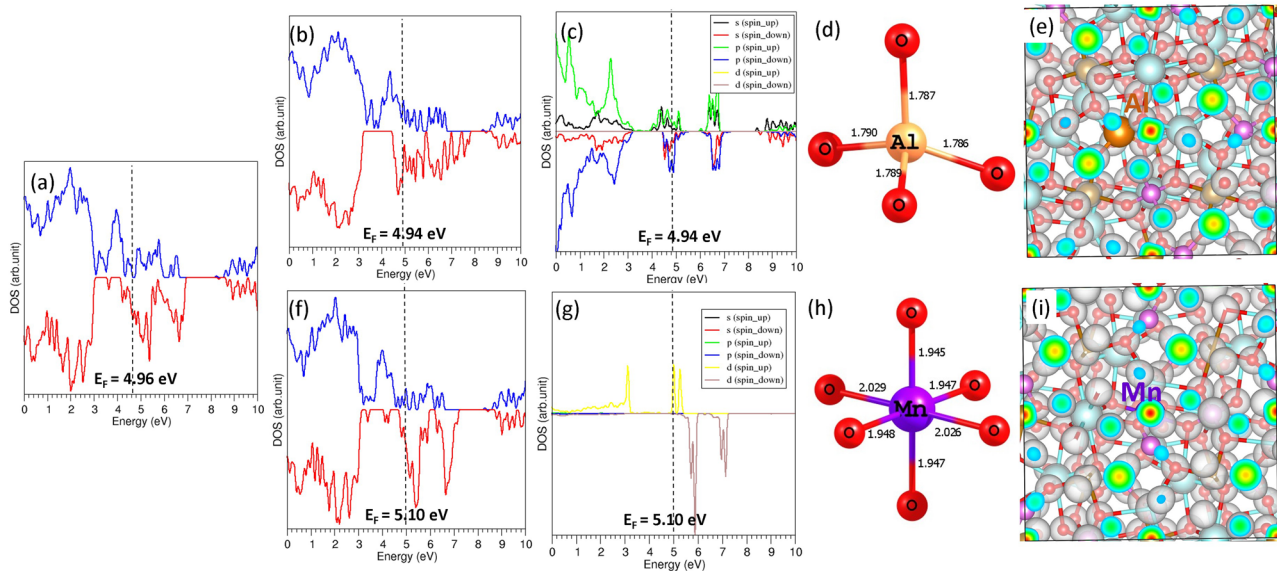 (a)
DOS (arb.unit)
E_F = 4.96 eV
0 1 2 3 4 5 6 7 8 9 10
Energy (eV)
(b)
DOS (arb.unit)
E_F = 4.94 eV
0 1 2 3 4 5 6 7 8 9 10
Energy (eV)
(c)
s (spin_up)
s (spin_down)
p (spin_up)
p (spin_down)
d (spin_up)
d (spin_down)
DOS (arb.unit)
E_F = 4.94 eV
0 1 2 3 4 5 6 7 8 9 10
Energy (eV)
(d)
O
1.787
O 1.790 Al 1.786 O
1.789
O
(e)
Al
(f)
DOS (arb.unit)
E_F = 5.10 eV
0 1 2 3 4 5 6 7 8 9 10
Energy (eV)
(g)
s (spin_up)
s (spin_down)
p (spin_up)
p (spin_down)
d (spin_up)
d (spin_down)
DOS (arb.unit)
E_F = 5.10 eV
0 1 2 3 4 5 6 7 8 9 10
Energy (eV)
(h)
O
1.945
O 2.029 1.947 O
Mn
O 1.948 2.026 O
1.947
O
(i)
Mn